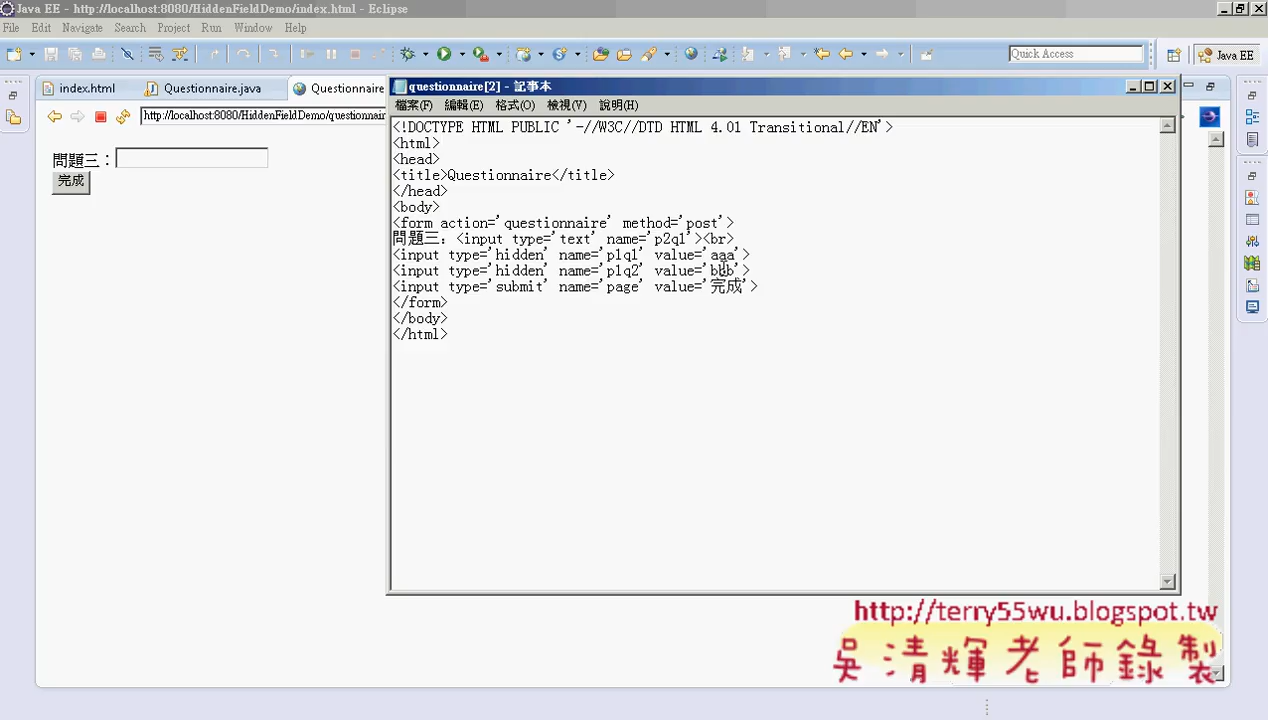 Java EE - http://localhost:8080/HiddenFieldDemo/index.html - Eclipse
File Edit Navigate Search Project Run Window Help
Quick Access
Java EE
index.html
Questionnaire.java
Questionnaire
http://localhost:8080/HiddenFieldDemo/questionnair
問題三：
完成
questionnaire[2] - 記事本
檔案(F) 編輯(E) 格式(O) 檢視(V) 說明(H)
<!DOCTYPE HTML PUBLIC '-//W3C//DTD HTML 4.01 Transitional//EN'>
<html>
<head>
<title>Questionnaire</title>
</head>
<body>
<form action='questionnaire' method='post'>
問題三：<input type='text' name='p2q1'><br>
<input type='hidden' name='p1q1' value='aaa'>
<input type='hidden' name='p1q2' value='bbb'>
<input type='submit' name='page' value='完成'>
</form>
</body>
</html>
http://terry55wu.blogspot.tw
吳清輝老師錄製